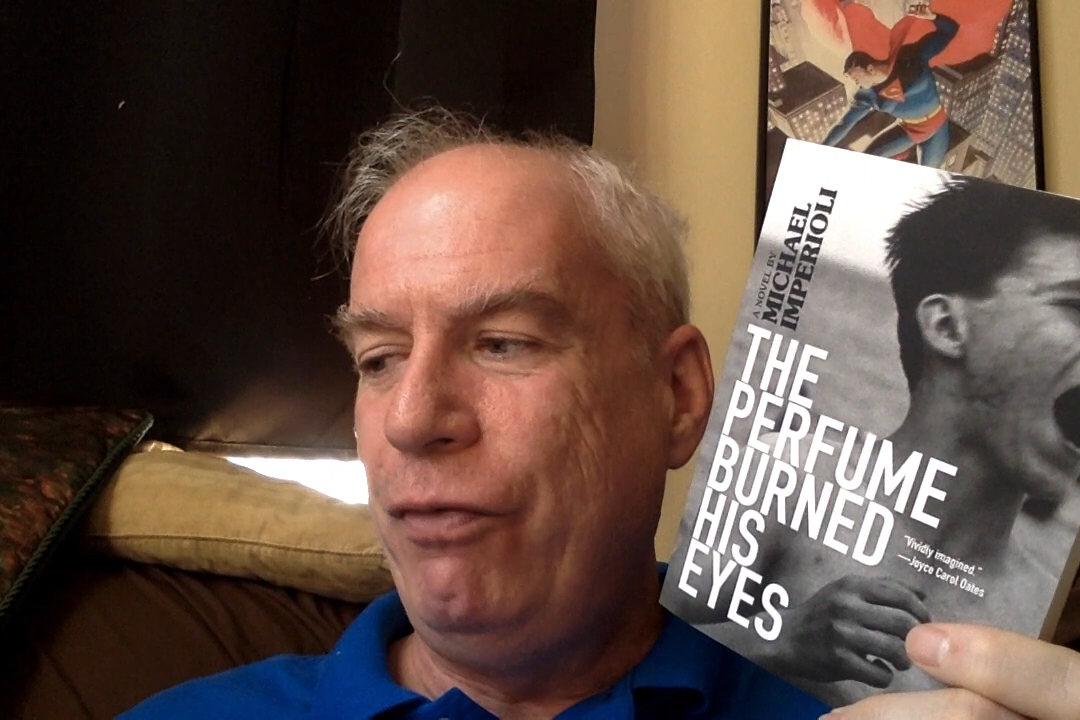 A NOVEL BY
MICHAEL
IMPERIOLI
THE
PERFUME
BURNED
HIS
EYES
"Vividly imagined."
—Joyce Carol Oates